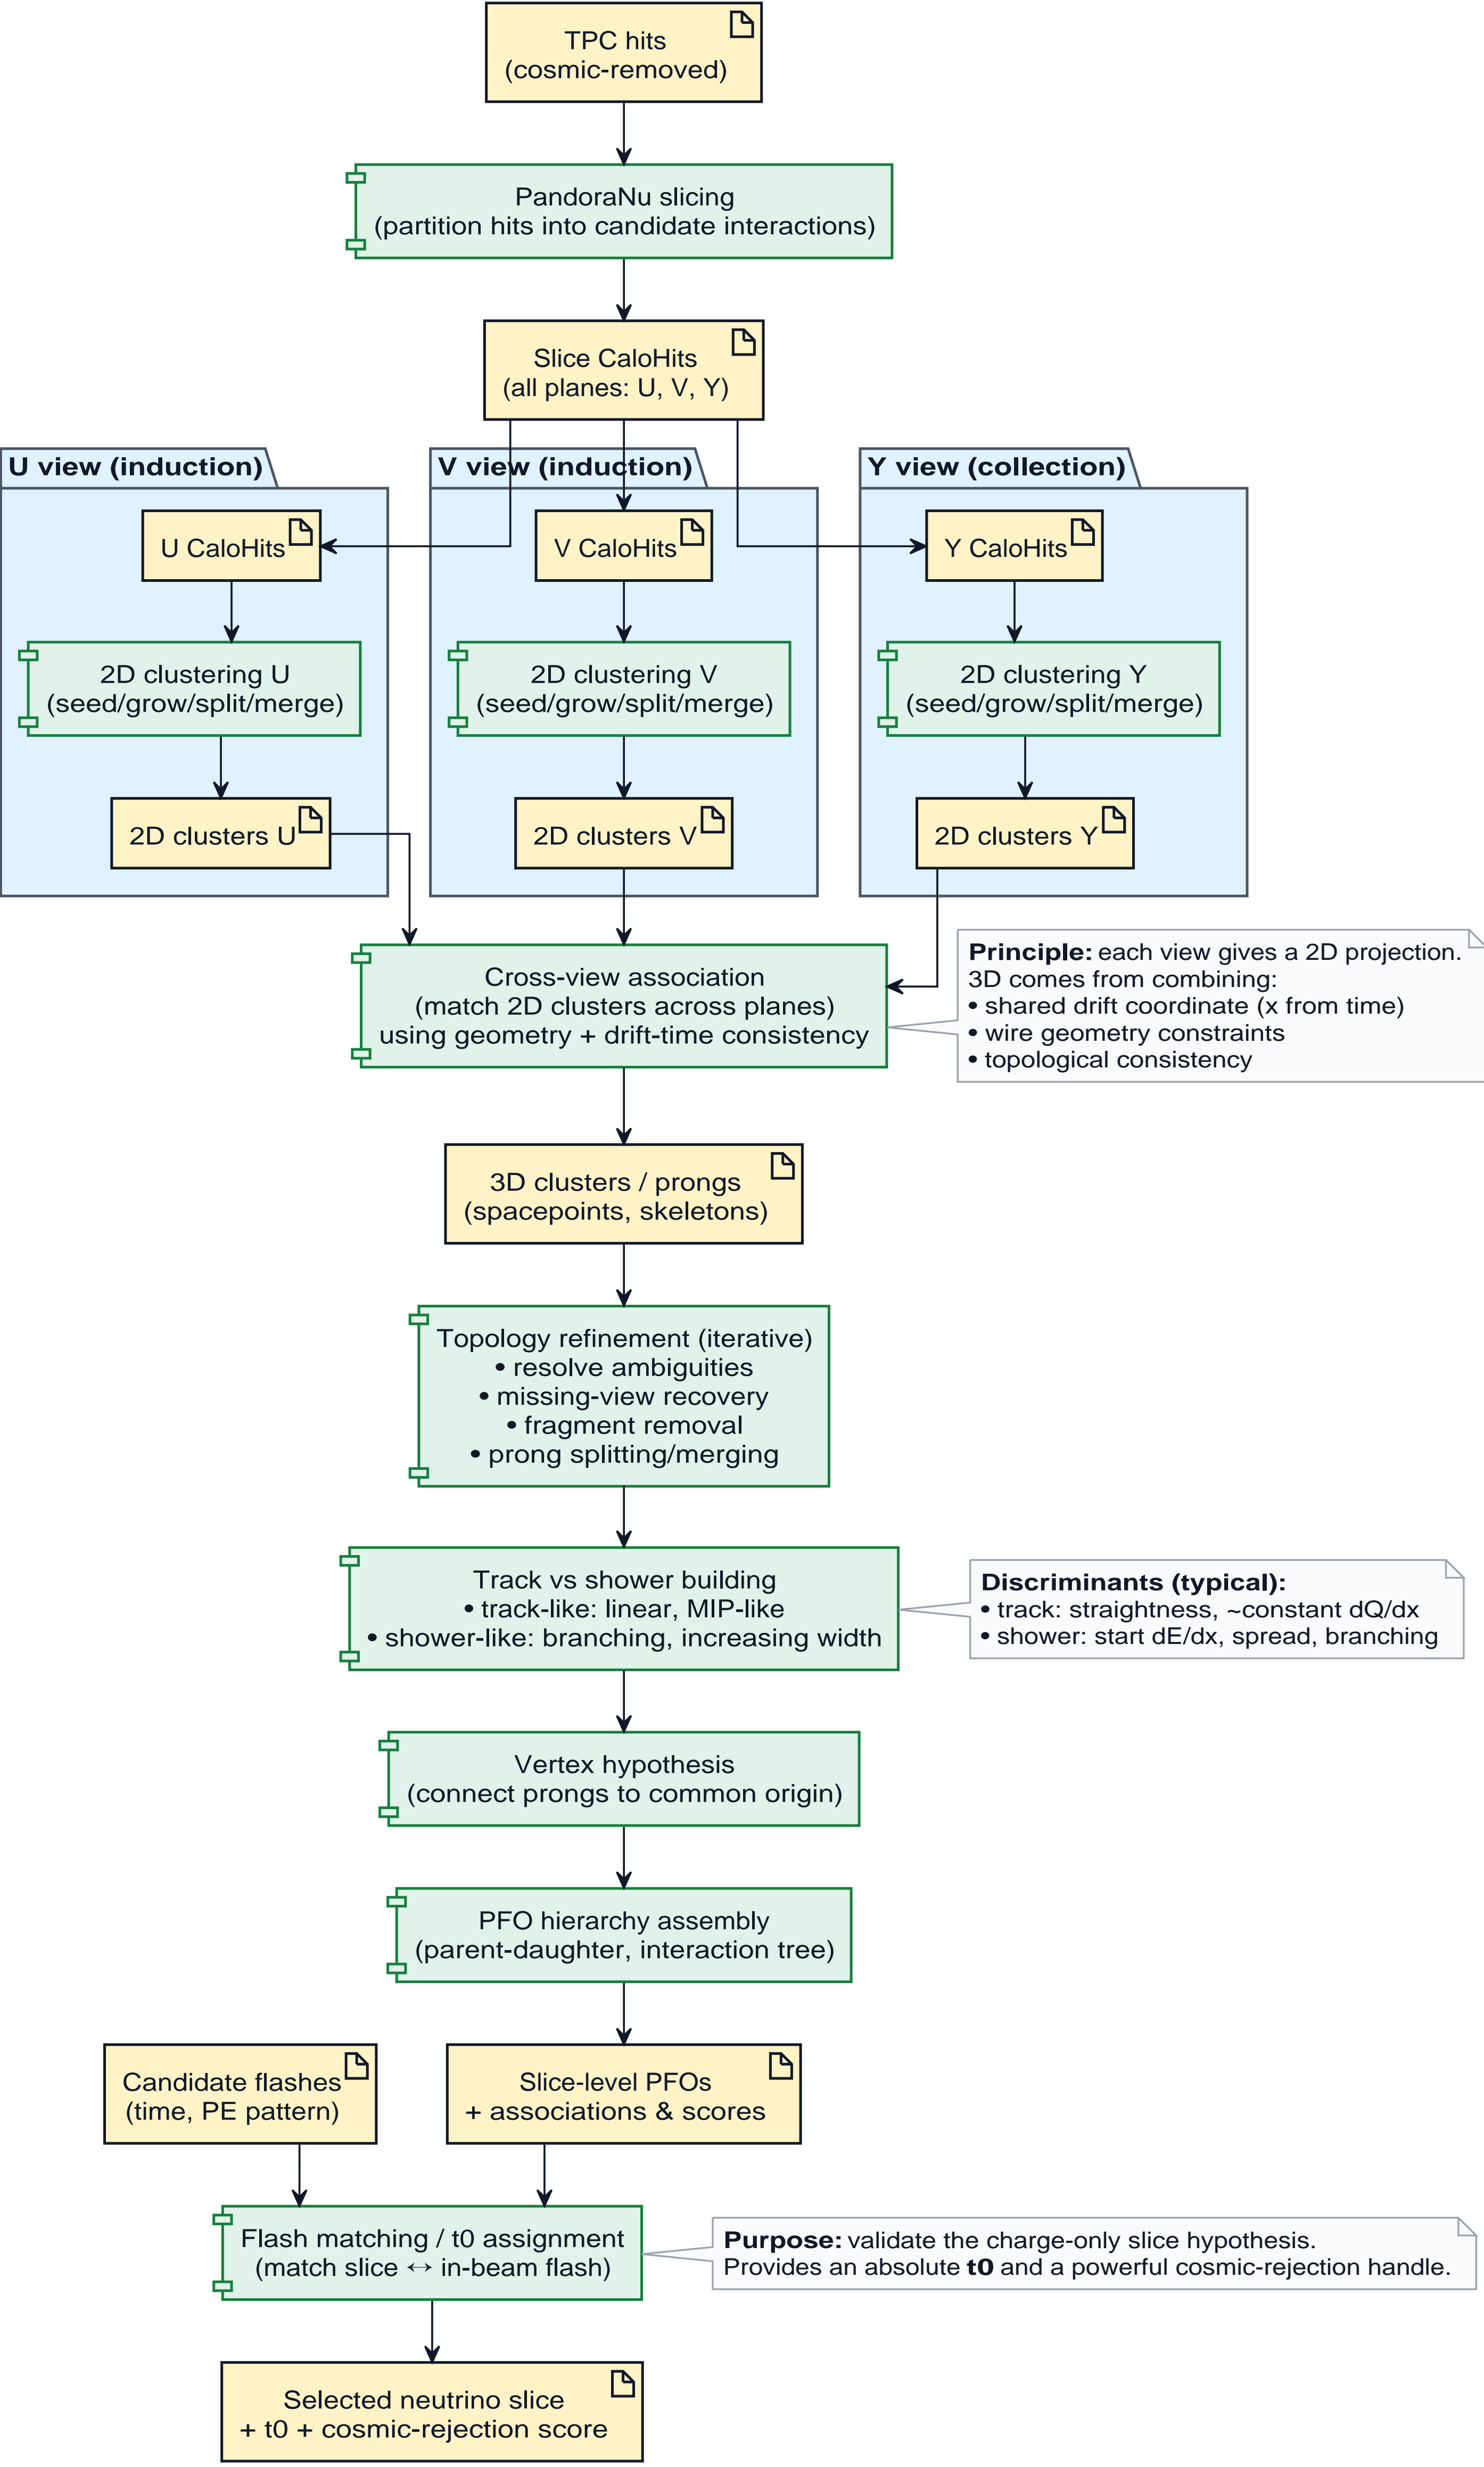 TPC hits
(cosmic-removed)
PandoraNu slicing
(partition hits into candidate interactions)
Slice CaloHits
(all planes: U, V, Y)
U view (induction)
U CaloHits
2D clustering U
(seed/grow/split/merge)
2D clusters U
V view (induction)
V CaloHits
2D clustering V
(seed/grow/split/merge)
2D clusters V
Y view (collection)
Y CaloHits
2D clustering Y
(seed/grow/split/merge)
2D clusters Y
Cross-view association
(match 2D clusters across planes)
using geometry + drift-time consistency
Principle: each view gives a 2D projection.
3D comes from combining:
• shared drift coordinate (x from time)
• wire geometry constraints
• topological consistency
3D clusters / prongs
(spacepoints, skeletons)
Topology refinement (iterative)
• resolve ambiguities
• missing-view recovery
• fragment removal
• prong splitting/merging
Track vs shower building
• track-like: linear, MIP-like
• shower-like: branching, increasing width
Discriminants (typical):
• track: straightness, ~constant dQ/dx
• shower: start dE/dx, spread, branching
Vertex hypothesis
(connect prongs to common origin)
PFO hierarchy assembly
(parent-daughter, interaction tree)
Candidate flashes
(time, PE pattern)
Slice-level PFOs
+ associations & scores
Flash matching / t0 assignment
(match slice ↔ in-beam flash)
Purpose: validate the charge-only slice hypothesis.
Provides an absolute t0 and a powerful cosmic-rejection handle.
Selected neutrino slice
+ t0 + cosmic-rejection score